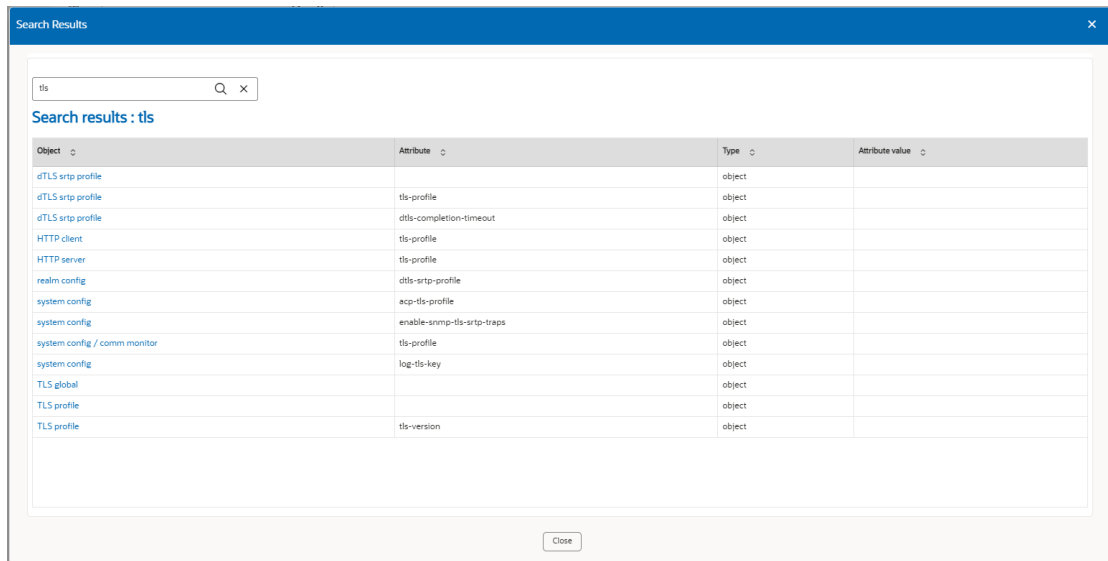 Search Results
tls
Search results : tls
Object Attribute Type Attribute value
dTLS srtp profile object
dTLS srtp profile tls-profile object
dTLS srtp profile dtls-completion-timeout object
HTTP client tls-profile object
HTTP server tls-profile object
realm config dtls-srtp-profile object
system config acp-tls-profile object
system config enable-snmp-tls-srtp-traps object
system config / comm monitor tls-profile object
system config log-tls-key object
TLS global object
TLS profile object
TLS profile tls-version object
Close